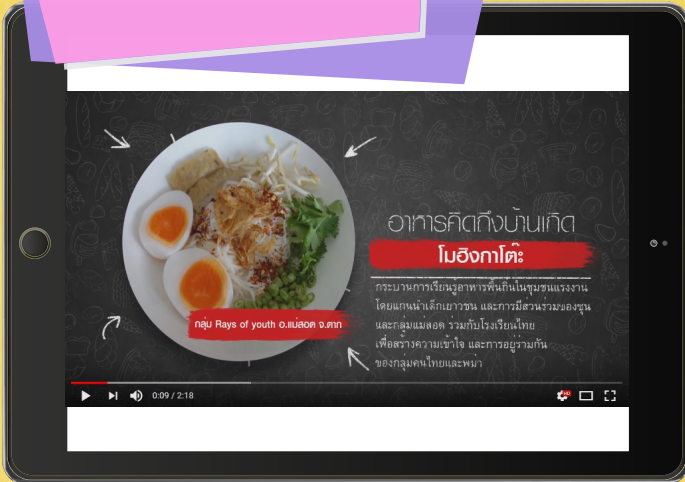 อาหารคิดถึงบ้านเกิด
โมฮิงกาโต๊ะ
กระบวนการเรียนรู้อาหารพื้นถิ่นในชุมชนแรงงาน
โดยแกนนำเด็กเยาวชน และการมีส่วนร่วมของชุน
และกลุ่มแม่สอด ร่วมกับโรงเรียนไทย
เพื่อสร้างความเข้าใจ และการอยู่ร่วมกัน
ของกลุ่มคนไทยและพม่า
กลุ่ม Rays of youth อ.แม่สอด จ.ตาก
0:09 / 2:18
HD